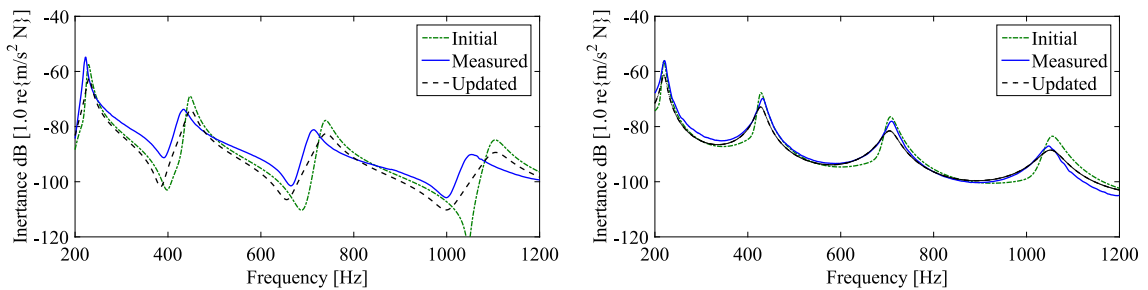 -40
-60
-80
-100
-120
Inertance dB [1.0 re{m/s² N}]
200 400 600 800 1000 1200
Frequency [Hz]
Initial
Measured
Updated
-40
-60
-80
-100
-120
Inertance dB [1.0 re{m/s² N}]
200 400 600 800 1000 1200
Frequency [Hz]
Initial
Measured
Updated